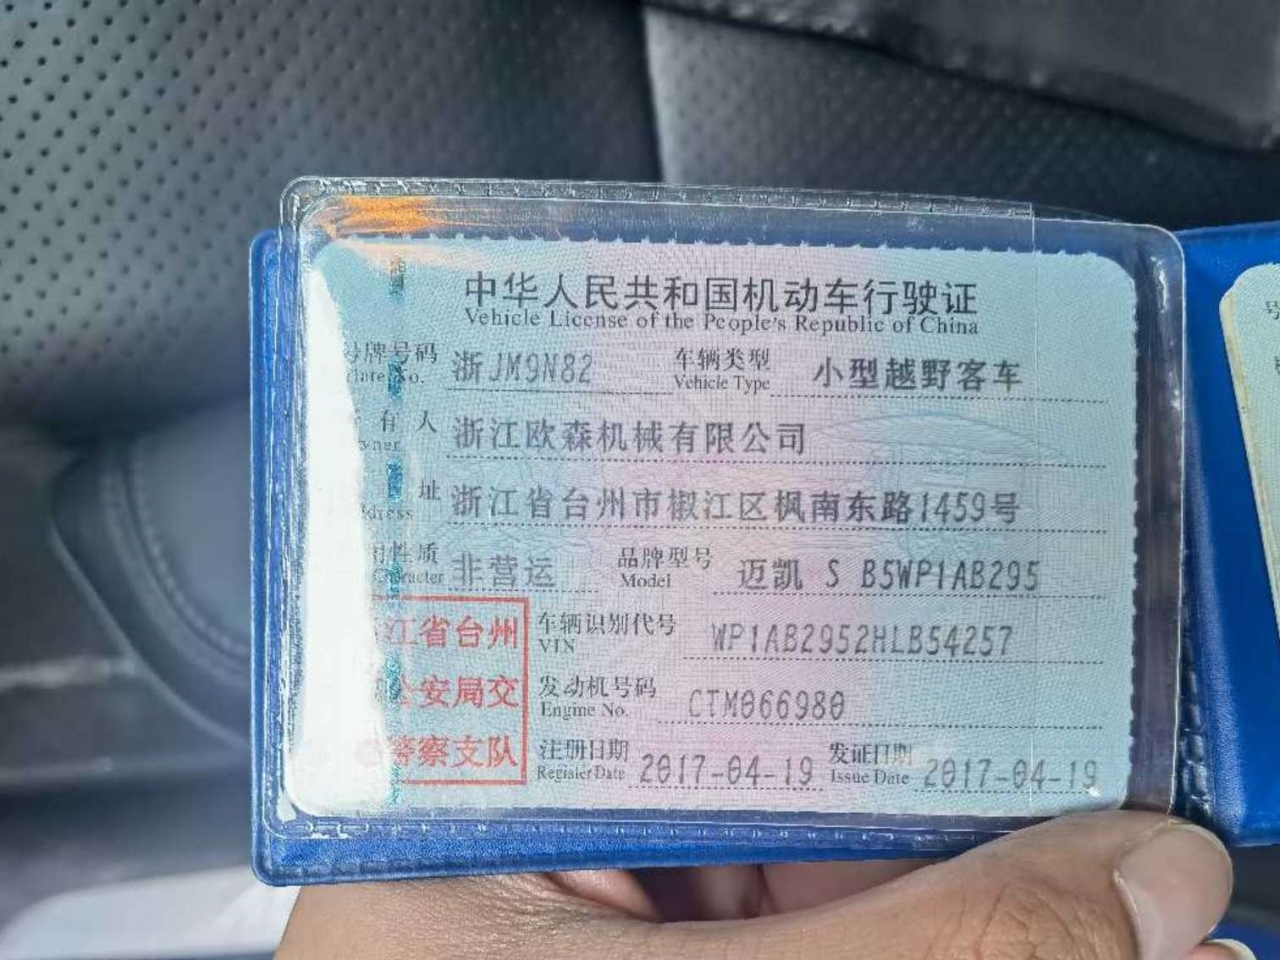 中华人民共和国机动车行驶证
Vehicle License of the People's Republic of China
号牌号码 浙JM9N82 车辆类型 小型越野客车
Plate No. Vehicle Type
有人 浙江欧森机械有限公司
wner
址 浙江省台州市椒江区枫南东路1459号
ddress
用性质 非营运 品牌型号 迈凯 S B5WP1AB295
Character Model
江省台州 车辆识别代号 WP1AB2952HLB54257
VIN
公安局交 发动机号码 CTM066980
Engine No.
警察支队 注册日期 2017-04-19 发证日期 2017-04-19
Register Date Issue Date